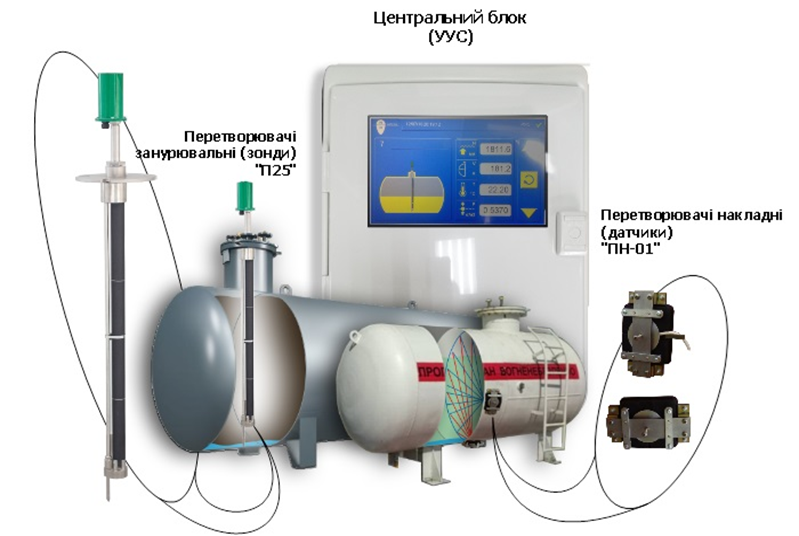 Центральний блок
(УУС)
Перетворювачі
занурювальні (зонди)
"П25"
1811.6
181.2
22.20
0.5370
Перетворювачі накладні
(датчики)
"ПН-01"